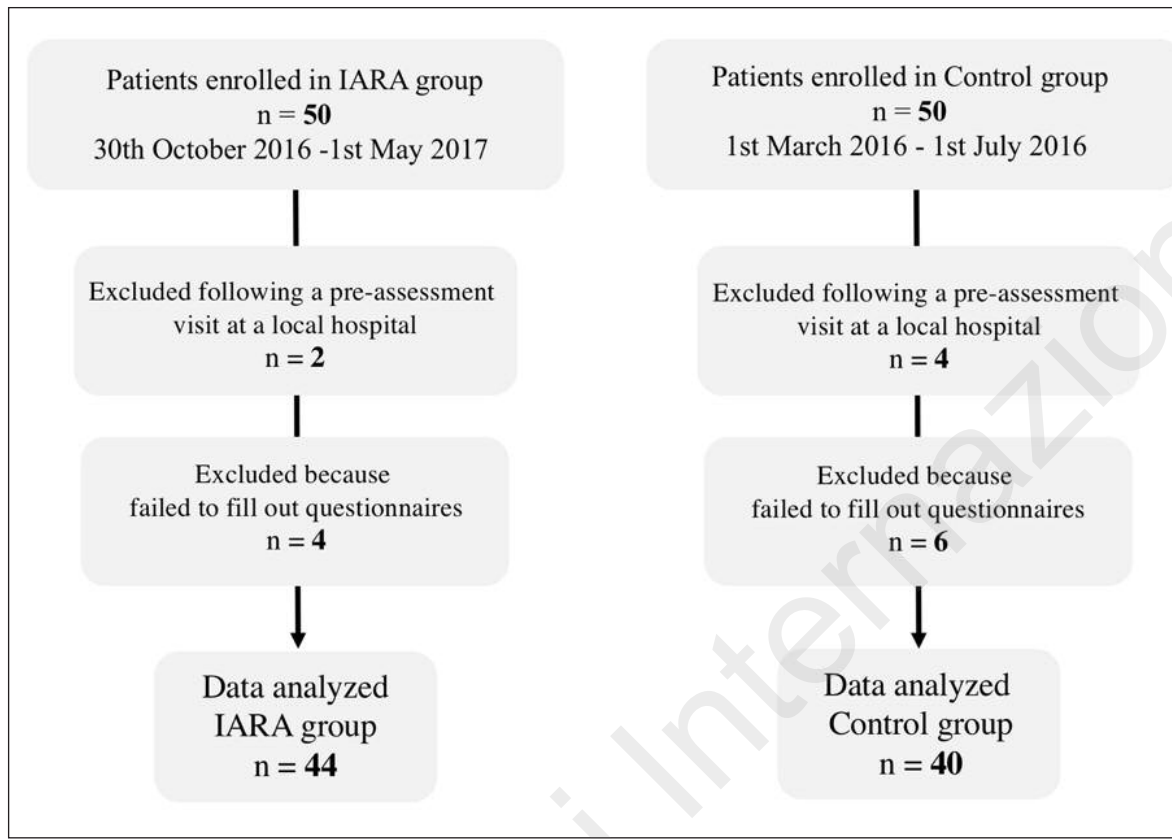 Patients enrolled in IARA group
n = 50
30th October 2016 -1st May 2017
Excluded following a pre-assessment
visit at a local hospital
n = 2
Excluded because
failed to fill out questionnaires
n = 4
Data analyzed
IARA group
n = 44
Patients enrolled in Control group
n = 50
1st March 2016 - 1st July 2016
Excluded following a pre-assessment
visit at a local hospital
n = 4
Excluded because
failed to fill out questionnaires
n = 6
Data analyzed
Control group
n = 40